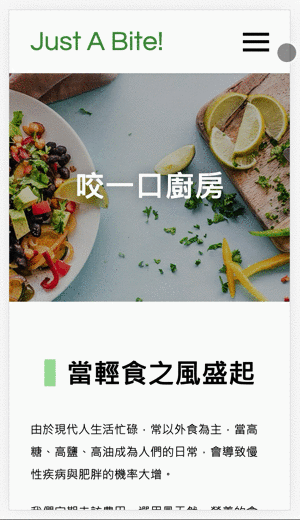 Just A Bite!
咬一口廚房
當輕食之風盛起
由於現代人生活忙碌，常以外食為主，當高
糖、高鹽、高油成為人們的日常，會導致慢
性疾病與肥胖的機率大增。